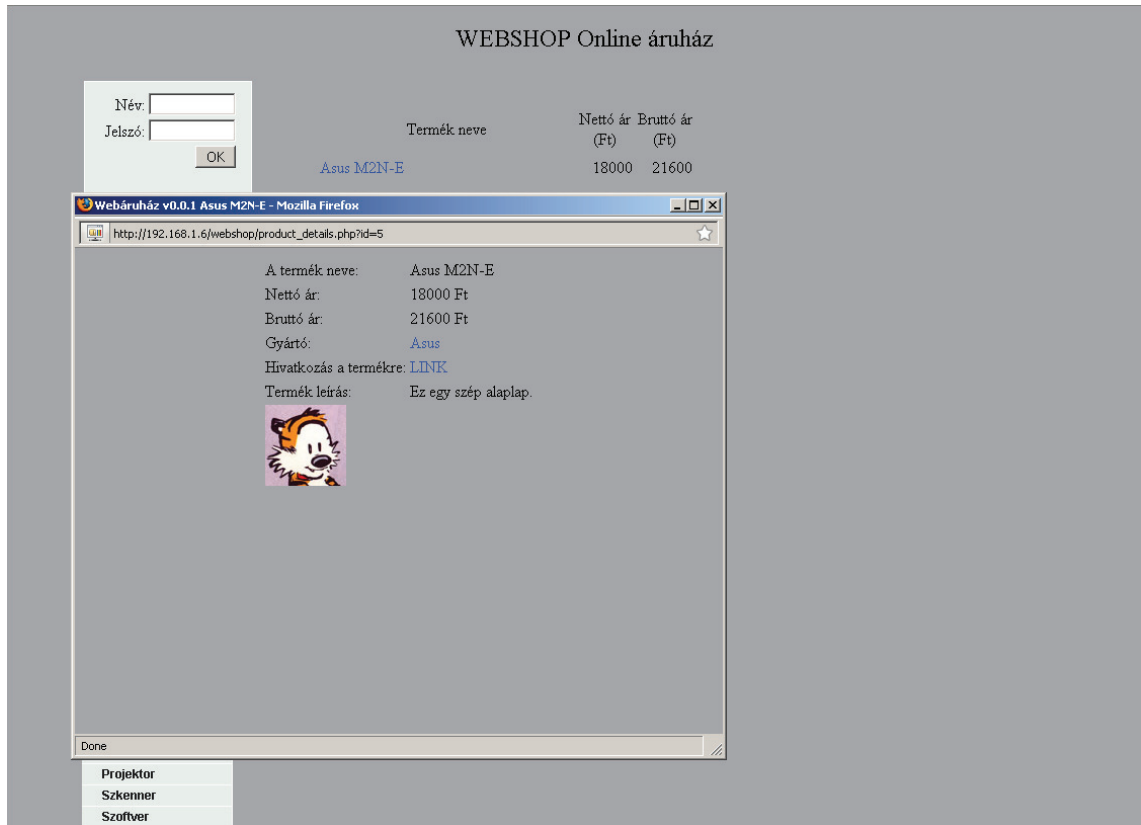 WEBSHOP Online áruház
Név:
Jelszó:
OK
Termék neve
Nettó ár Bruttó ár
(Ft) (Ft)
Asus M2N-E 18000 21600
Webáruház v0.0.1 Asus M2N-E - Mozilla Firefox
http://192.168.1.6/webshop/product_details.php?id=5
A termék neve: Asus M2N-E
Nettó ár: 18000 Ft
Bruttó ár: 21600 Ft
Gyártó: Asus
Hivatkozás a termékre: LINK
Termék leírás: Ez egy szép alaplap.
Done
Projektor
Szkenner
Szoftver